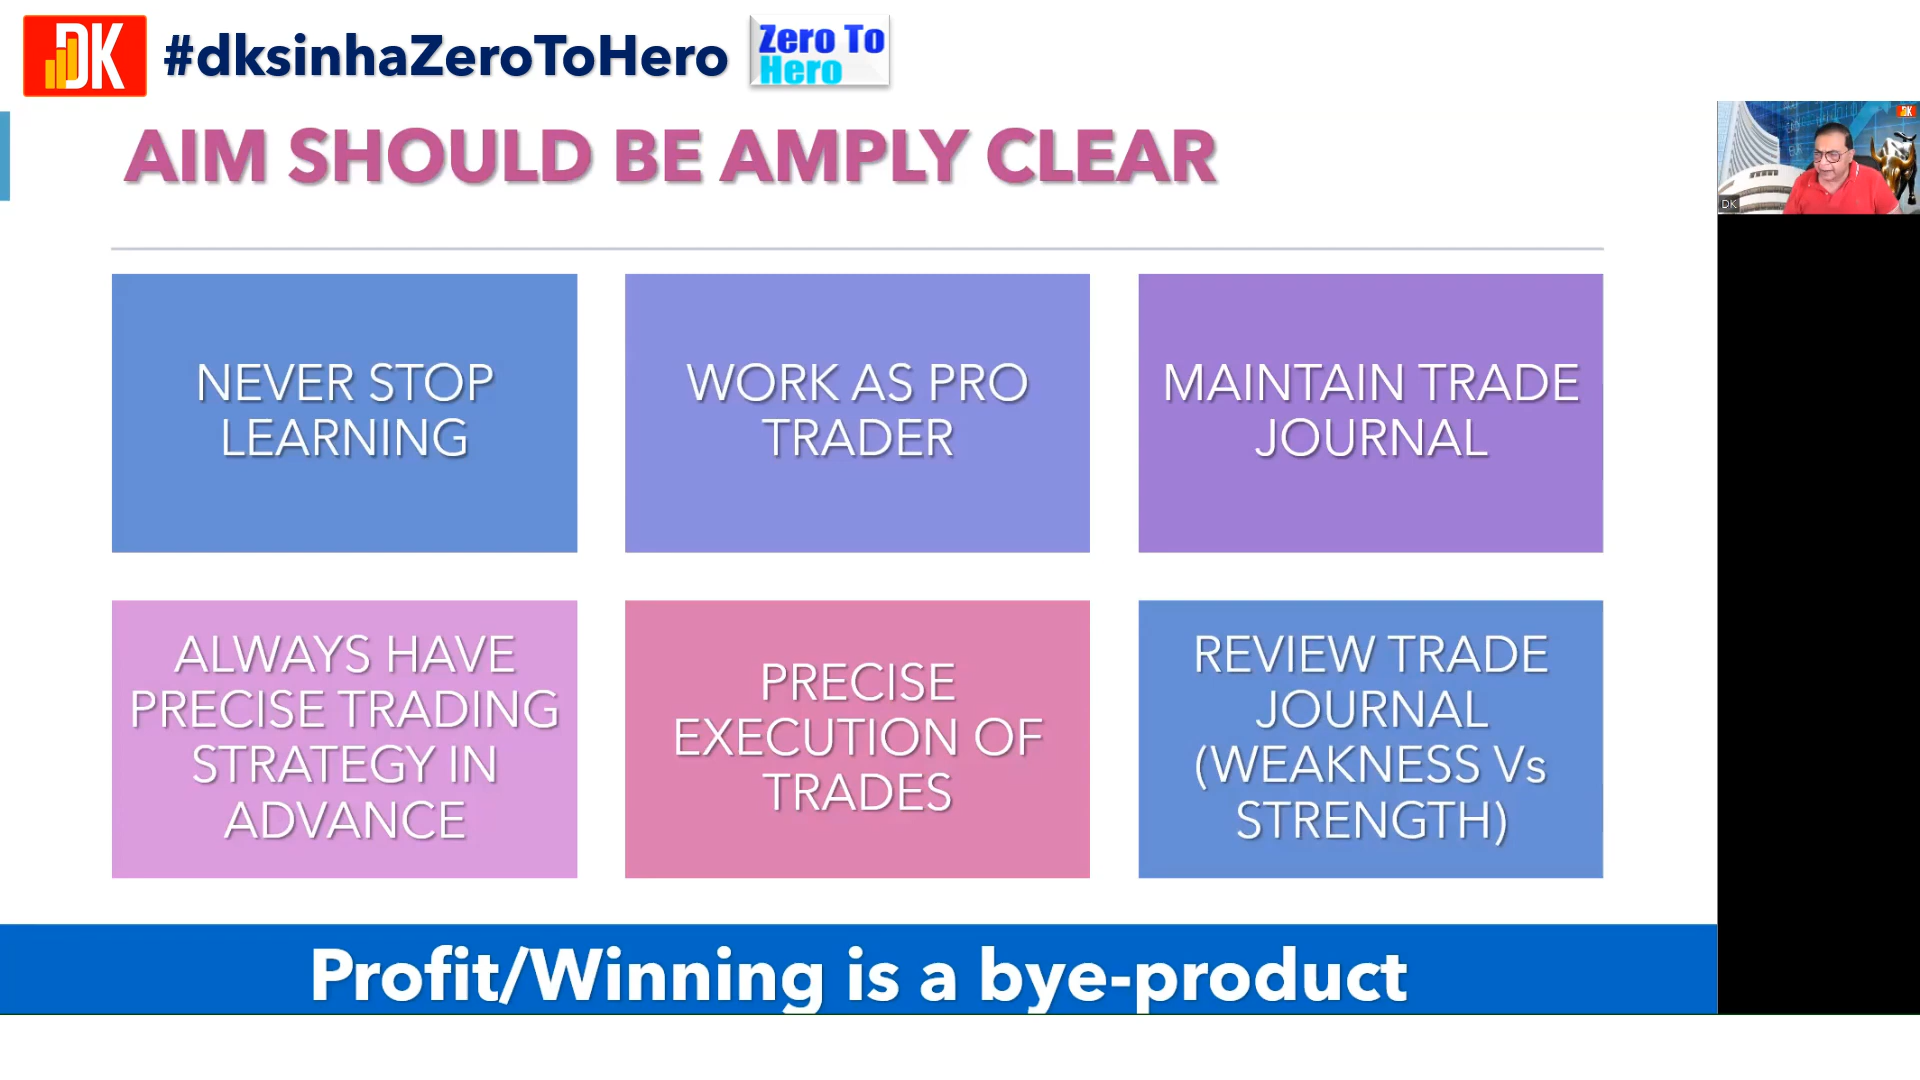 DK
#dksinhaZeroToHero
Zero To
Hero
AIM SHOULD BE AMPLY CLEAR
DK
DK
NEVER STOP
LEARNING
WORK AS PRO
TRADER
MAINTAIN TRADE
JOURNAL
ALWAYS HAVE
PRECISE TRADING
STRATEGY IN
ADVANCE
PRECISE
EXECUTION OF
TRADES
REVIEW TRADE
JOURNAL
(WEAKNESS Vs
STRENGTH)
Profit/Winning is a bye-product